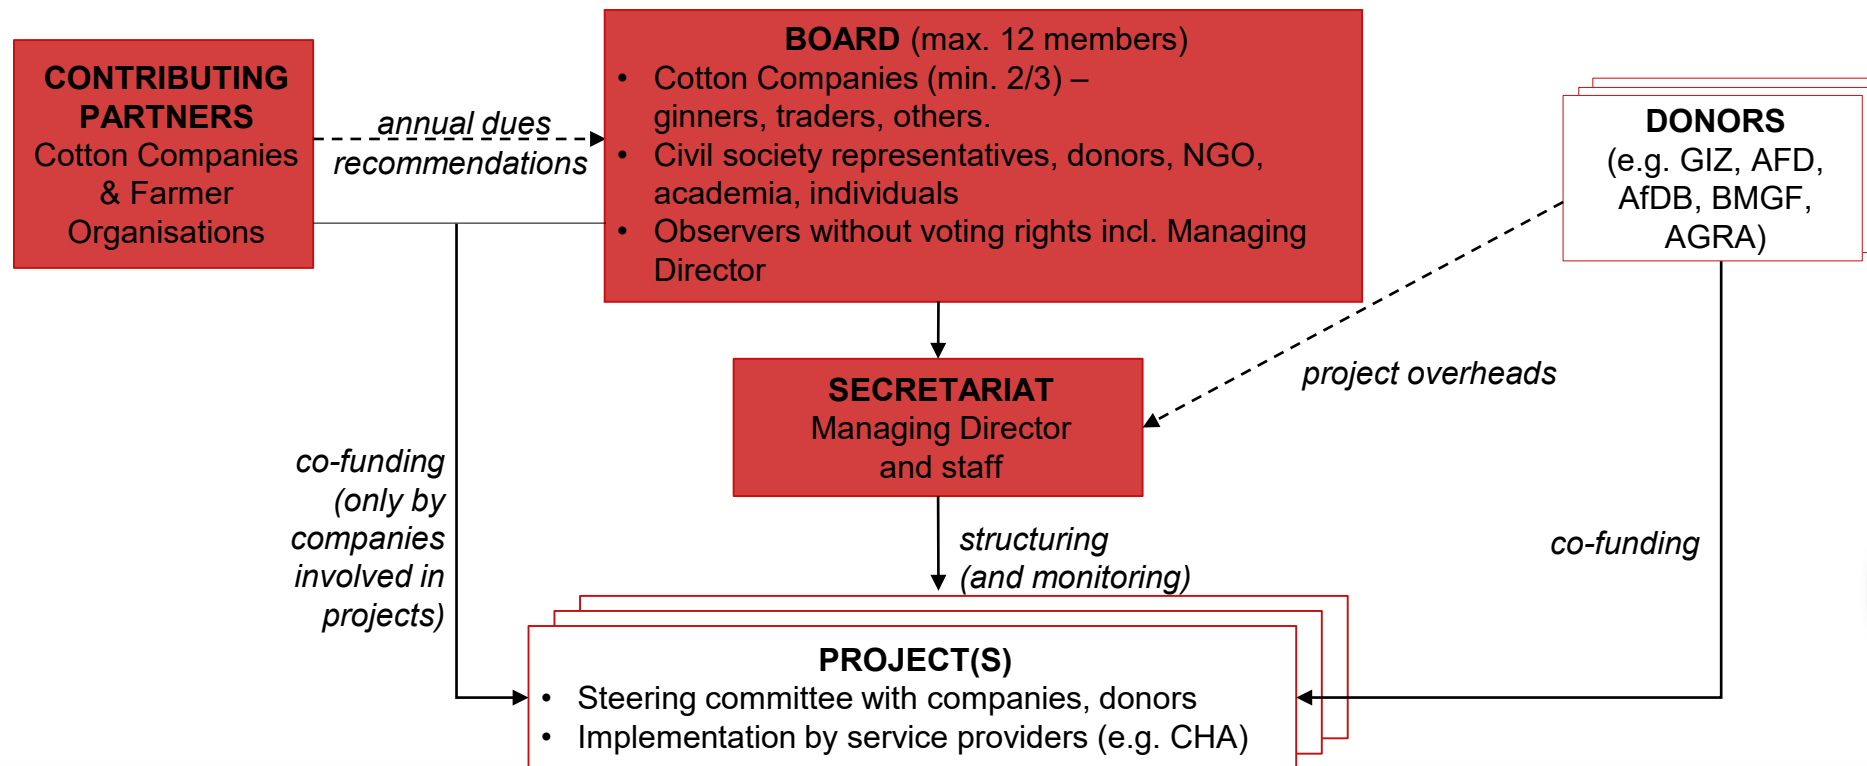 CONTRIBUTING
PARTNERS
Cotton Companies
& Farmer
Organisations
annual dues
recommendations
BOARD (max. 12 members)
• Cotton Companies (min. 2/3) –
ginners, traders, others.
• Civil society representatives, donors, NGO,
academia, individuals
• Observers without voting rights incl. Managing
Director
DONORS
(e.g. GIZ, AFD,
AfDB, BMGF,
AGRA)
SECRETARIAT
Managing Director
and staff
project overheads
co-funding
(only by
companies
involved in
projects)
structuring
(and monitoring)
co-funding
PROJECT(S)
• Steering committee with companies, donors
• Implementation by service providers (e.g. CHA)